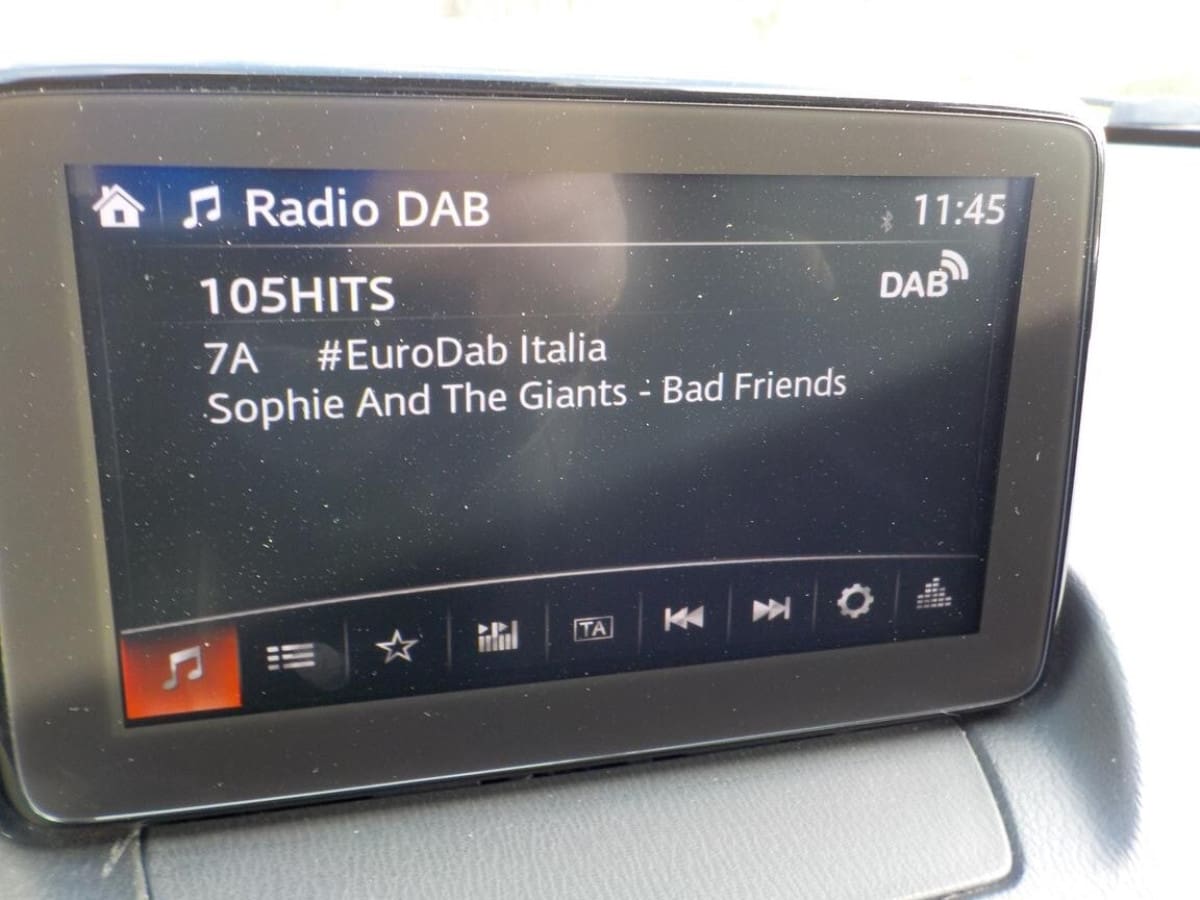 Radio DAB 11:45
105HITS DAB
7A #EuroDab Italia
Sophie And The Giants - Bad Friends
TA